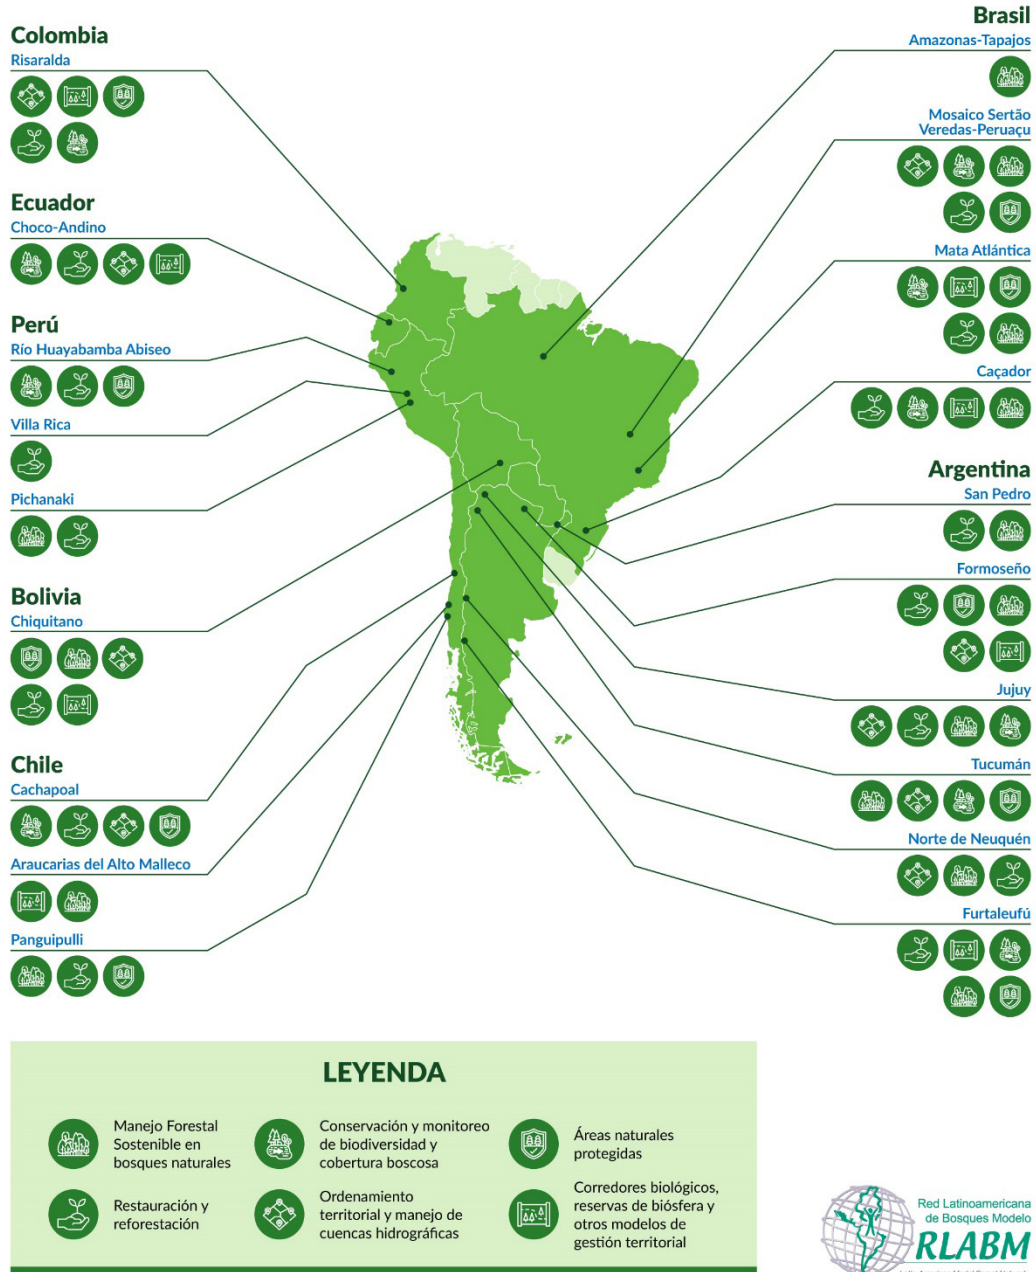 Colombia
Risaralda
Ecuador
Choco-Andino
Perú
Río Huayabamba Abiseo
Villa Rica
Pichanaki
Bolivia
Chiquitano
Chile
Cachapoal
Araucarias del Alto Malleco
Panguipulli
Brasil
Amazonas-Tapajos
Mosaico Sertão
Veredas-Peruaçu
Mata Atlántica
Caçador
Argentina
San Pedro
Formoseño
Jujuy
Tucumán
Norte de Neuquén
Furtaleufú
LEYENDA
Manejo Forestal
Sostenible en
bosques naturales
Conservación y monitoreo
de biodiversidad y
cobertura boscosa
Áreas naturales
protegidas
Restauración y
reforestación
Ordenamiento
territorial y manejo de
cuencas hidrográficas
Corredores biológicos,
reservas de biósfera y
otros modelos de
gestión territorial
Red Latinoamericana
de Bosques Modelo
RLABM